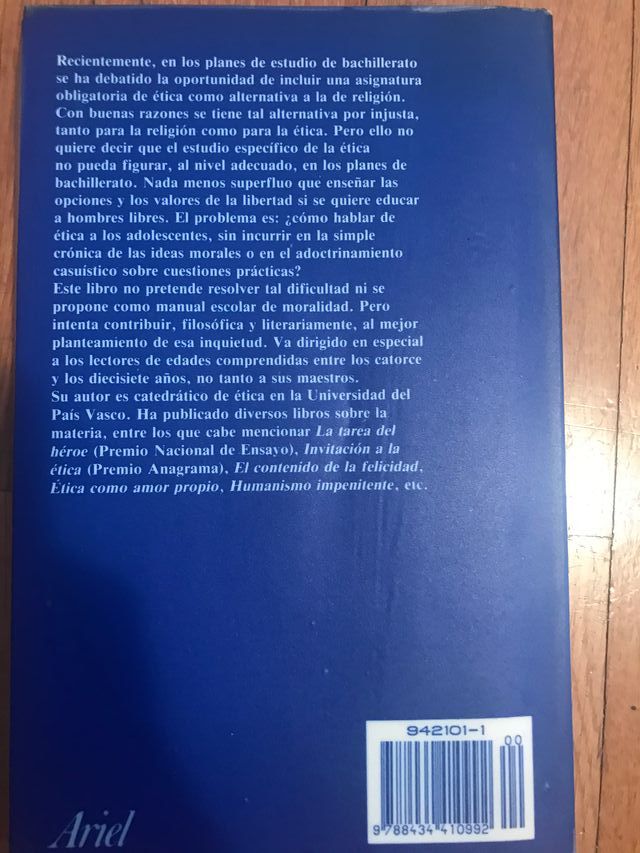 Recientemente, en los planes de estudio de bachillerato
se ha debatido la oportunidad de incluir una asignatura
obligatoria de ética como alternativa a la de religión.
Con buenas razones se tiene tal alternativa por injusta,
tanto para la religión como para la ética. Pero ello no
quiere decir que el estudio específico de la ética
no pueda figurar, al nivel adecuado, en los planes de
bachillerato. Nada menos superfluo que enseñar las
opciones y los valores de la libertad si se quiere educar
a hombres libres. El problema es: ¿cómo hablar de
ética a los adolescentes, sin incurrir en la simple
crónica de las ideas morales o en el adoctrinamiento
casuístico sobre cuestiones prácticas?
Este libro no pretende resolver tal dificultad ni se
propone como manual escolar de moralidad. Pero
intenta contribuir, filosófica y literariamente, al mejor
planteamiento de esa inquietud. Va dirigido en especial
a los lectores de edades comprendidas entre los catorce
y los diecisiete años, no tanto a sus maestros.
Su autor es catedrático de ética en la Universidad del
País Vasco. Ha publicado diversos libros sobre la
materia, entre los que cabe mencionar La tarea del
héroe (Premio Nacional de Ensayo), Invitación a la
ética (Premio Anagrama), El contenido de la felicidad,
Ética como amor propio, Humanismo impenitente, etc.
942101-1
00
9 788434 410992
Ariel